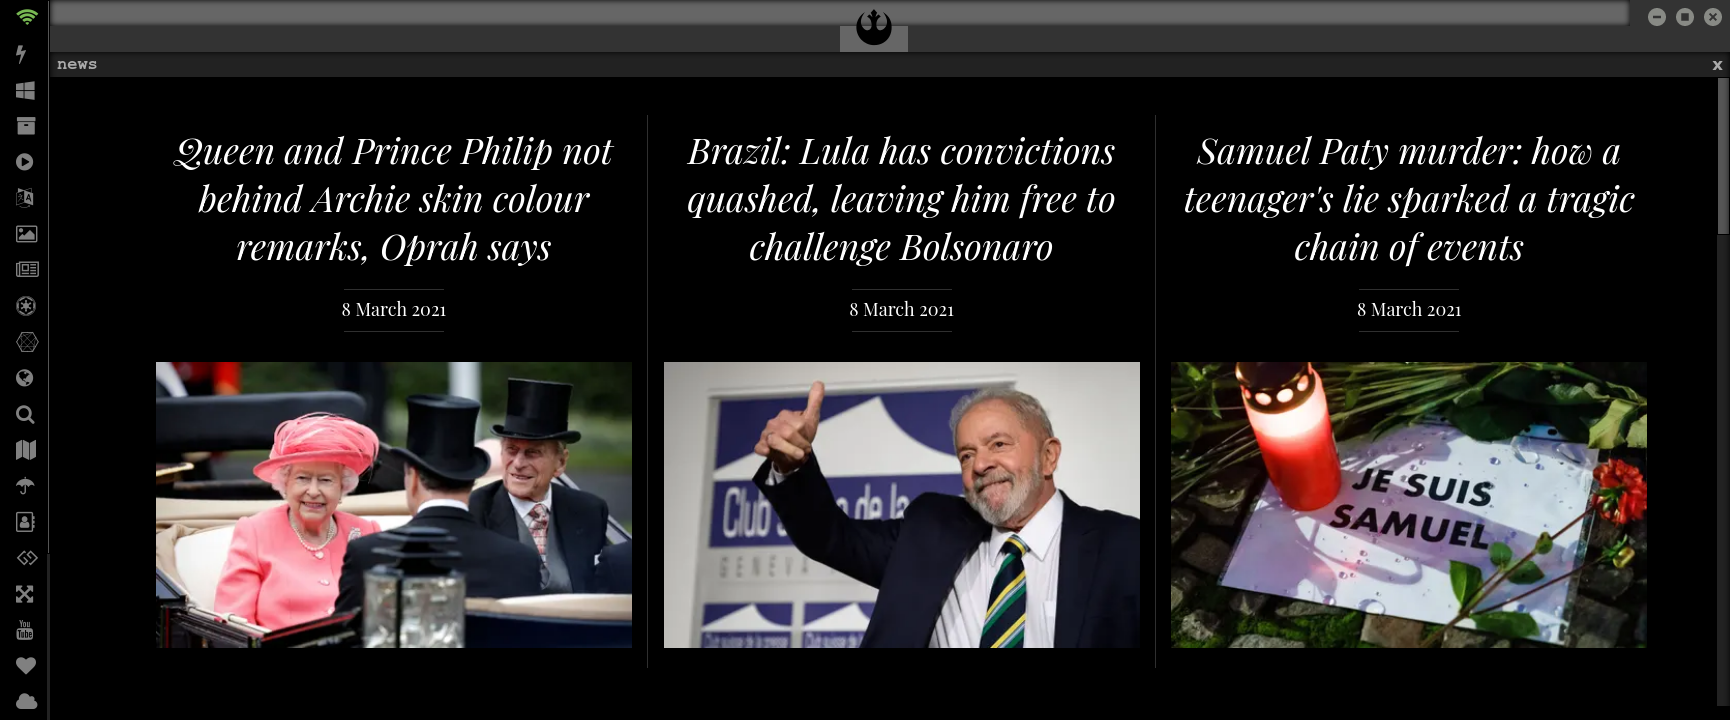 news
x
Queen and Prince Philip not
behind Archie skin colour
remarks, Oprah says
8 March 2021
Brazil: Lula has convictions
quashed, leaving him free to
challenge Bolsonaro
8 March 2021
Samuel Paty murder: how a
teenager's lie sparked a tragic
chain of events
8 March 2021
Club de la
GENEVA
JE SUIS
SAMUEL
You
Tube